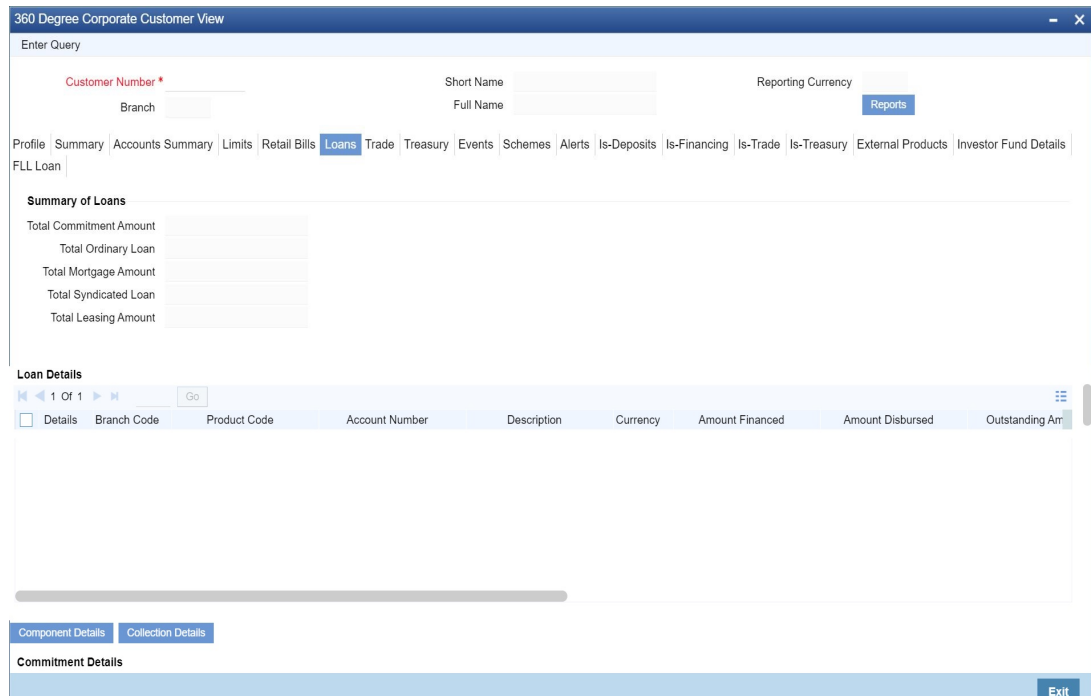 360 Degree Corporate Customer View
Enter Query
Customer Number * Short Name Reporting Currency
Branch Full Name Reports
Profile Summary Accounts Summary Limits Retail Bills Loans Trade Treasury Events Schemes Alerts Is-Deposits Is-Financing Is-Trade Is-Treasury External Products Investor Fund Details
FLL Loan
Summary of Loans
Total Commitment Amount
Total Ordinary Loan
Total Mortgage Amount
Total Syndicated Loan
Total Leasing Amount
Loan Details
1 Of 1 Go
Details Branch Code Product Code Account Number Description Currency Amount Financed Amount Disbursed Outstanding Am
Component Details Collection Details
Commitment Details
Exit